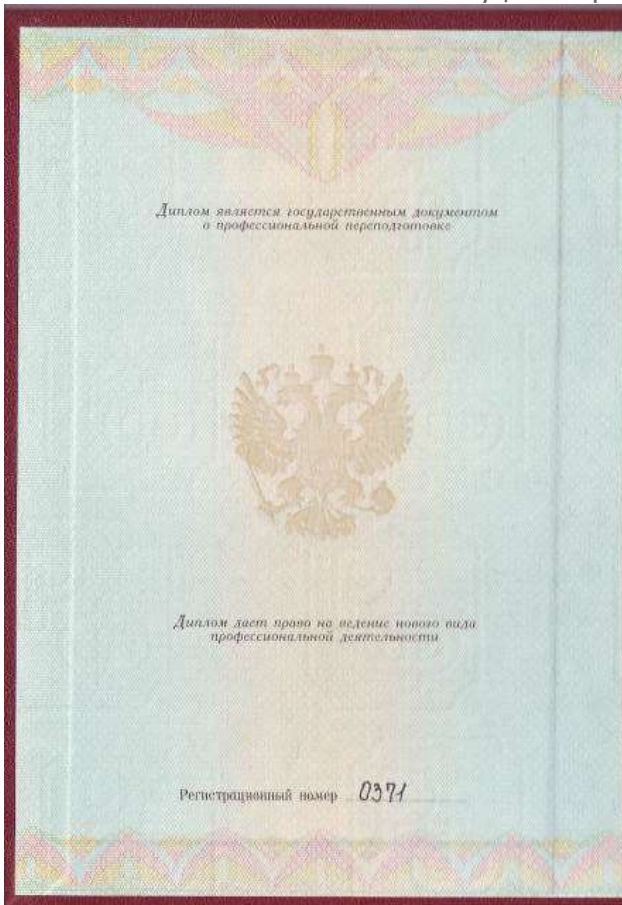 Диплом является государственным документом
о профессиональной переподготовке
Диплом дает право на ведение нового вида
профессиональной деятельности
Регистрационный номер 0371